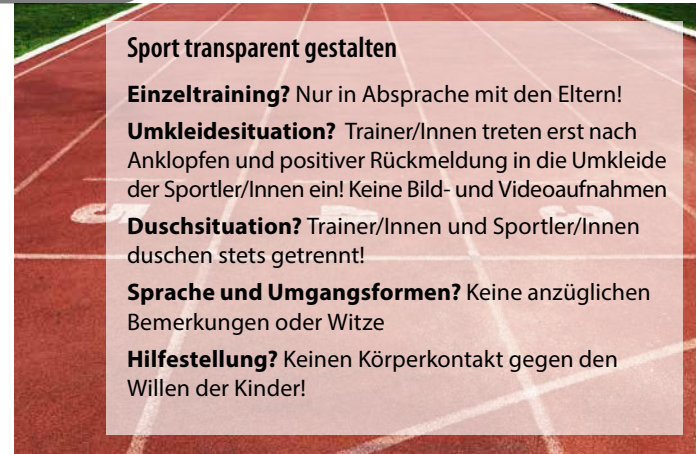 Sport transparent gestalten
Einzeltraining? Nur in Absprache mit den Eltern!
Umkleidesituation? Trainer/Innen treten erst nach
Anklopfen und positiver Rückmeldung in die Umkleide
der Sportler/Innen ein! Keine Bild- und Videoaufnahmen
Duschsituation? Trainer/Innen und Sportler/Innen
duschen stets getrennt!
Sprache und Umgangsformen? Keine anzüglichen
Bemerkungen oder Witze
Hilfestellung? Keinen Körperkontakt gegen den
Willen der Kinder!